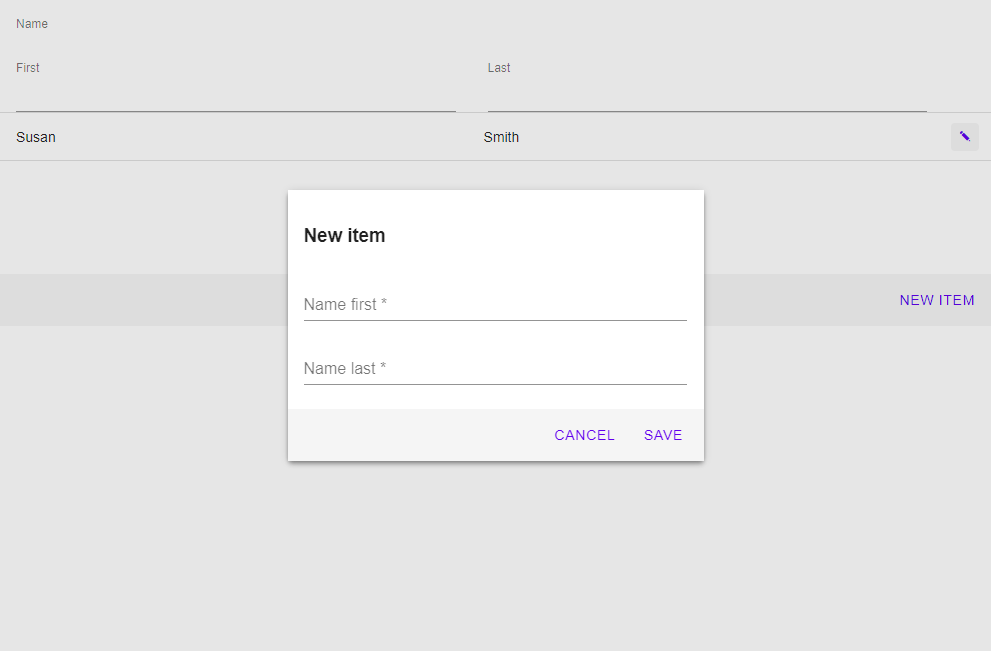 Name
First Last
Susan Smith
New item
Name first *
NEW ITEM
Name last *
CANCEL SAVE